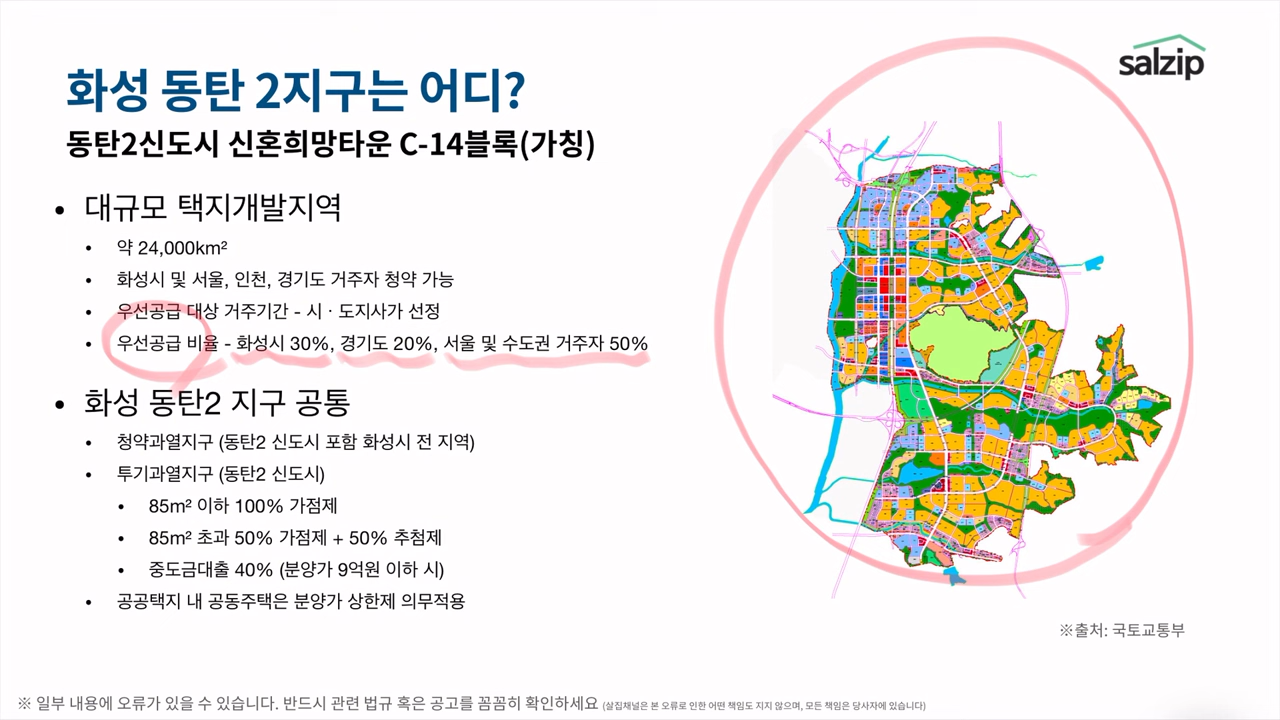 salzip
화성 동탄 2지구는 어디?
동탄2신도시 신혼희망타운 C-14블록(가칭)
• 대규모 택지개발지역
• 약 24,000km²
• 화성시 및 서울, 인천, 경기도 거주자 청약 가능
• 우선공급 대상 거주기간 - 시 · 도지사가 선정
• 우선공급 비율 - 화성시 30%, 경기도 20%, 서울 및 수도권 거주자 50%
• 화성 동탄2 지구 공통
• 청약과열지구 (동탄2 신도시 포함 화성시 전 지역)
• 투기과열지구 (동탄2 신도시)
• 85m² 이하 100% 가점제
• 85m² 초과 50% 가점제 + 50% 추첨제
• 중도금대출 40% (분양가 9억원 이하 시)
• 공공택지 내 공동주택은 분양가 상한제 의무적용
※출처: 국토교통부
※ 일부 내용에 오류가 있을 수 있습니다. 반드시 관련 법규 혹은 공고를 꼼꼼히 확인하세요 (살집채널은 본 오류로 인한 어떤 책임도 지지 않으며, 모든 책임은 당사자에 있습니다)